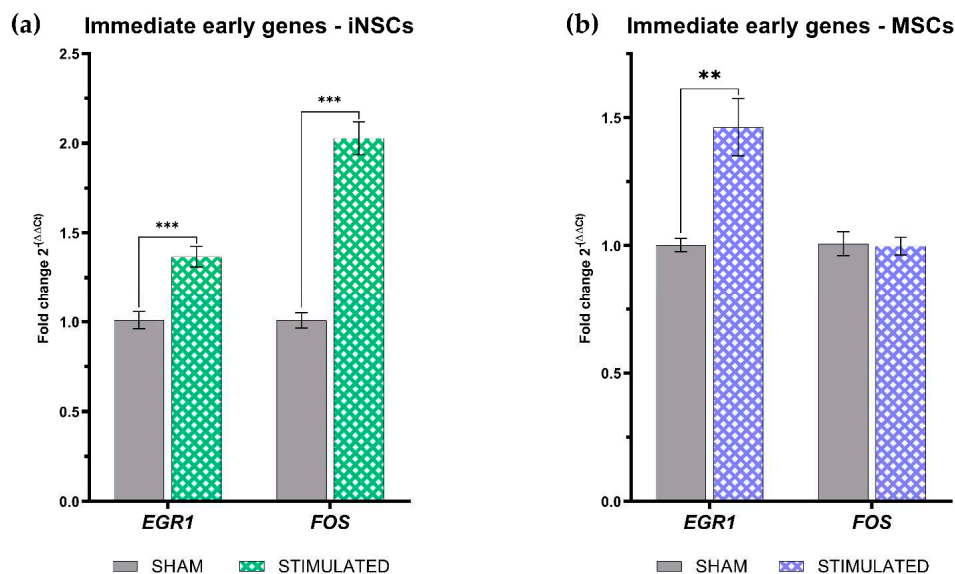 (a) Immediate early genes - iNSCs
Fold change 2^-(ΔΔCt)
2.5
2.0
1.5
1.0
0.5
0.0
***
***
EGR1 FOS
SHAM STIMULATED
(b) Immediate early genes - MSCs
Fold change 2^-(ΔΔCt)
1.5
1.0
0.5
0.0
**
EGR1 FOS
SHAM STIMULATED